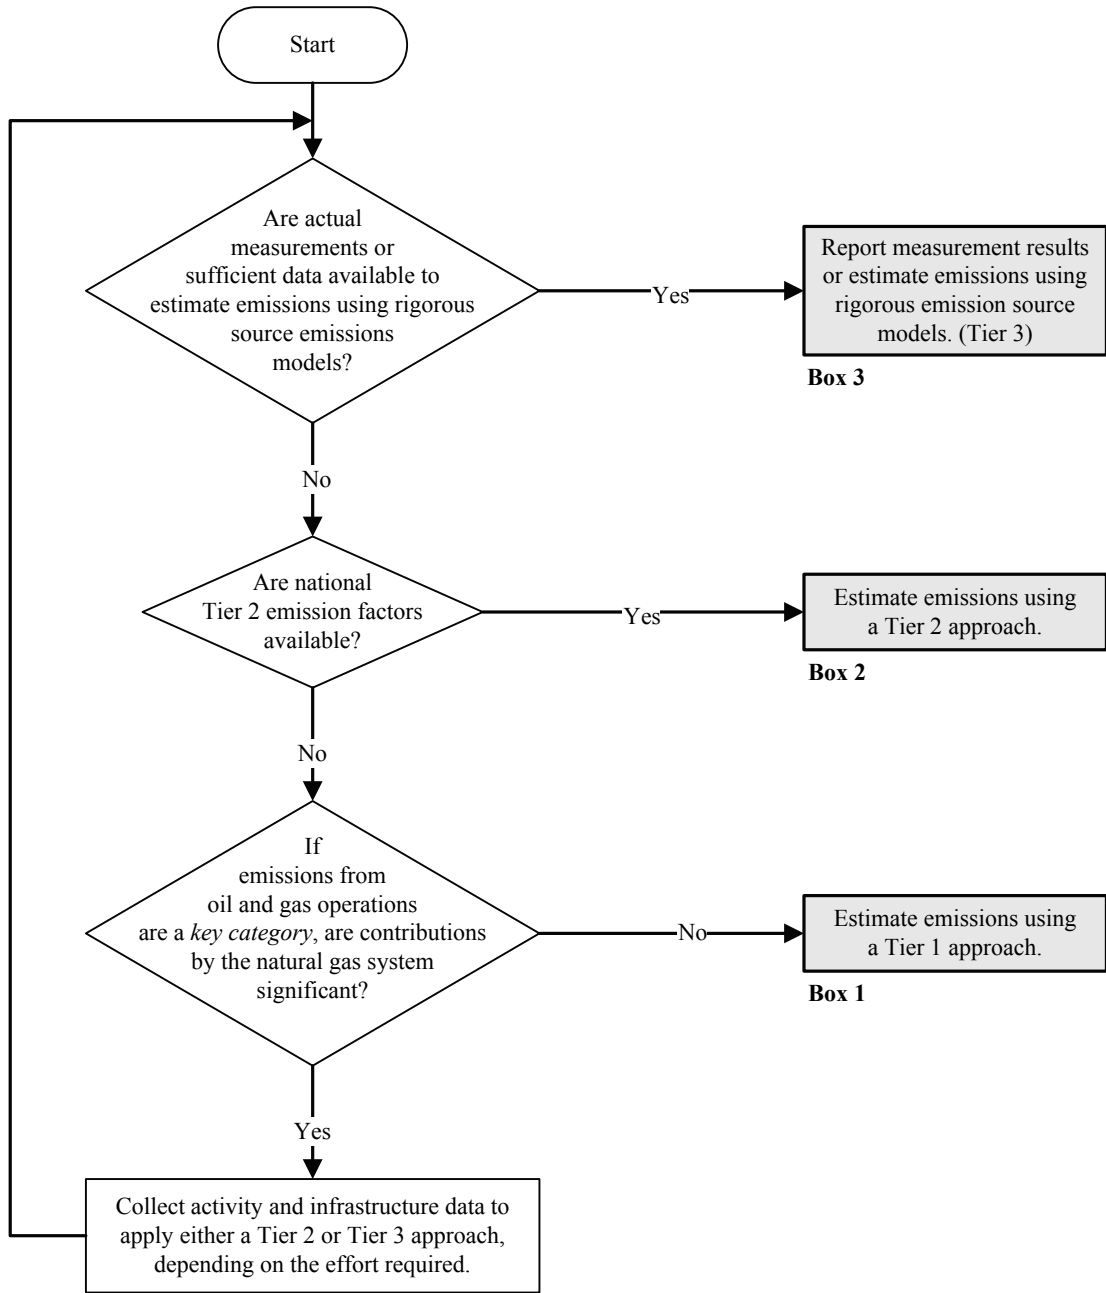 Start
Are actual
measurements or
sufficient data available to
estimate emissions using rigorous
source emissions
models?
Yes
Report measurement results
or estimate emissions using
rigorous emission source
models. (Tier 3)
Box 3
No
Are national
Tier 2 emission factors
available?
Yes
Estimate emissions using
a Tier 2 approach.
Box 2
No
If
emissions from
oil and gas operations
are a key category, are contributions
by the natural gas system
significant?
No
Estimate emissions using
a Tier 1 approach.
Box 1
Yes
Collect activity and infrastructure data to
apply either a Tier 2 or Tier 3 approach,
depending on the effort required.